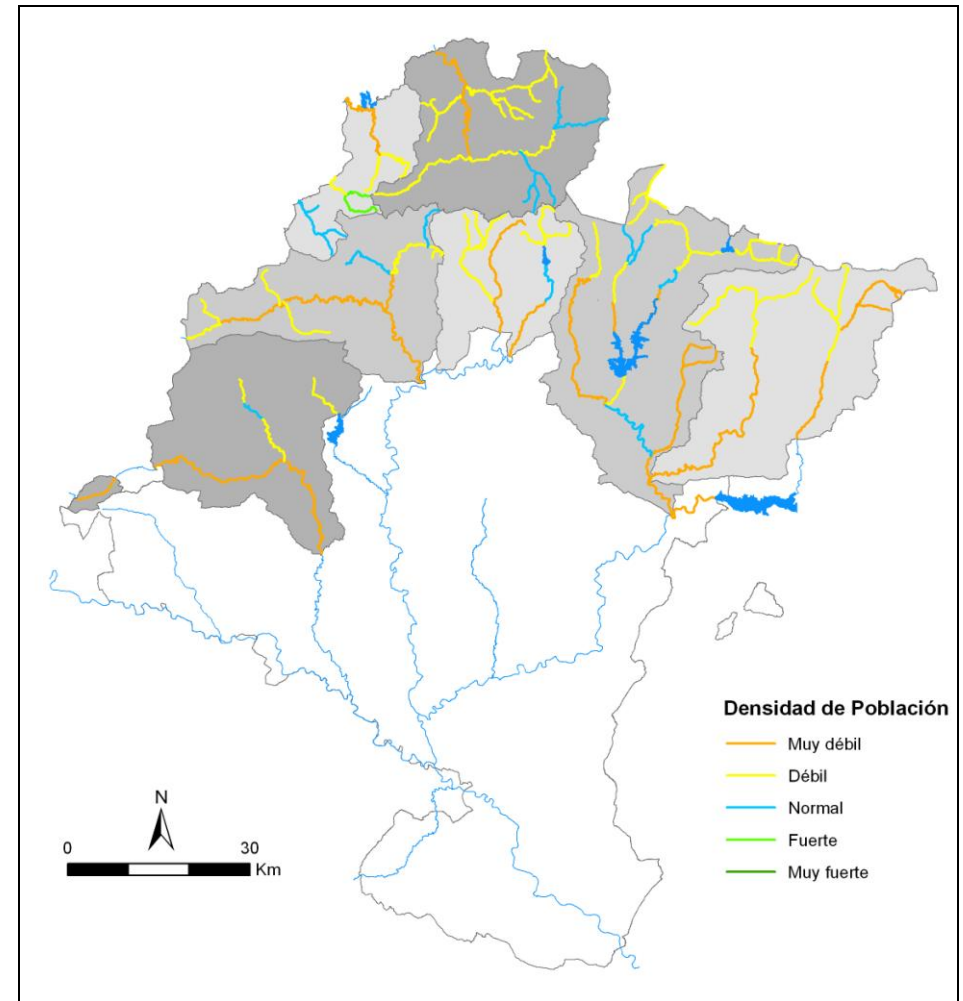 Densidad de Población
Muy débil
Débil
Normal
Fuerte
Muy fuerte
N
0 30
Km